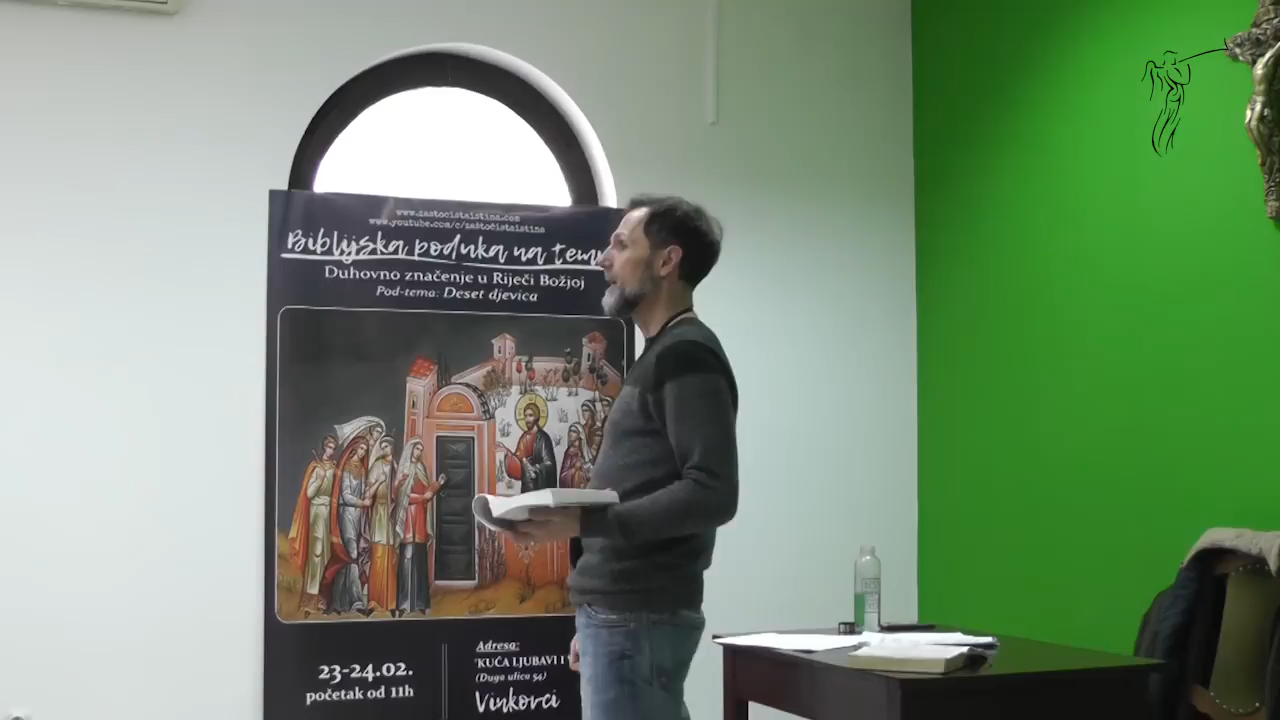 www.zastocistaistina.com
www.youtube.com/c/zaštočistaistina
Biblijska poduka na temu
Duhovno značenje u Riječi Božjoj
Pod-tema: Deset djevica
23-24.02.
početak od 11h
Adresa:
"KUĆA LJUBAVI I
(Duga ulica 54)
Vinkovci